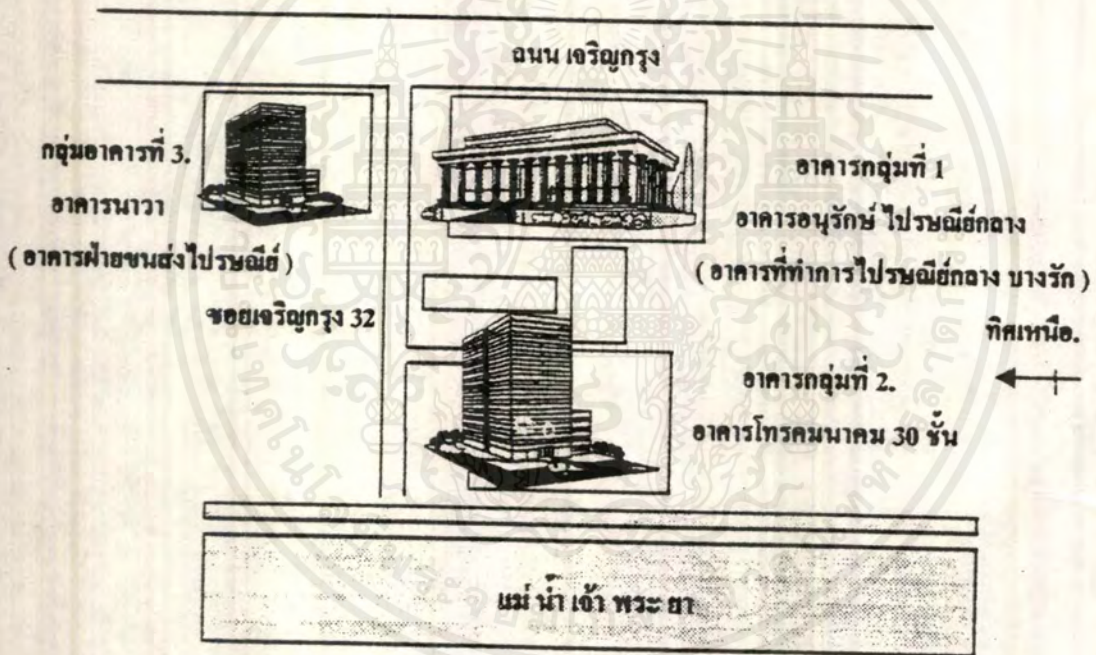 ถนน เจริญกรุง
กลุ่มอาคารที่ 3.
อาคารนาวา
( อาคารฝ่ายขนส่งไปรษณีย์ )
ซอยเจริญกรุง 32
อาคารกลุ่มที่ 1
อาคารอนุรักษ์ ไปรษณีย์กลาง
( อาคารที่ทำการไปรษณีย์กลาง บางรัก )
ทิศเหนือ.
อาคารกลุ่มที่ 2.
อาคารโทรคมนาคม 30 ชั้น
แม่ น้ำ เจ้า พระ ยา